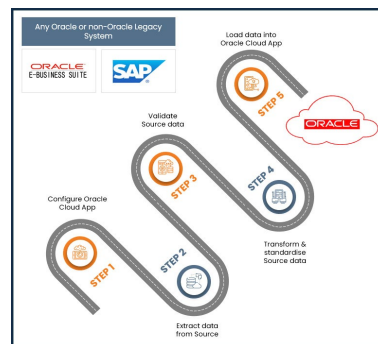 Any Oracle or non-Oracle Legacy
System
ORACLE
E-BUSINESS SUITE
SAP
Load data into
Oracle Cloud App
STEP 5
ORACLE
Validate
Source data
STEP 3
STEP 4
Configure Oracle
Cloud App
STEP 1
STEP 2
Transform &
standardise
Source data
Extract data
from Source